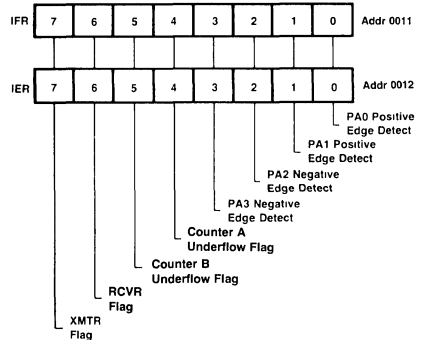 IFR 7 6 5 4 3 2 1 0 Addr 0011
IER 7 6 5 4 3 2 1 0 Addr 0012
PA0 Positive
Edge Detect
PA1 Positive
Edge Detect
PA2 Negative
Edge Detect
PA3 Negative
Edge Detect
Counter A
Underflow Flag
Counter B
Underflow Flag
RCVR
Flag
XMTR
Flag